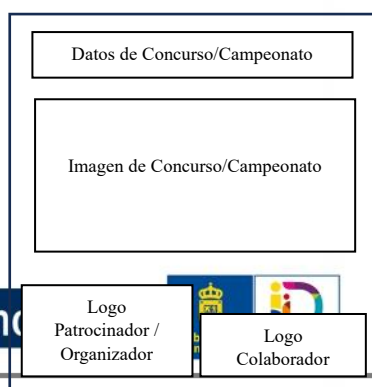 Datos de Concurso/Campeonato
Imagen de Concurso/Campeonato
Logo
Patrocinador /
Organizador
Logo
Colaborador